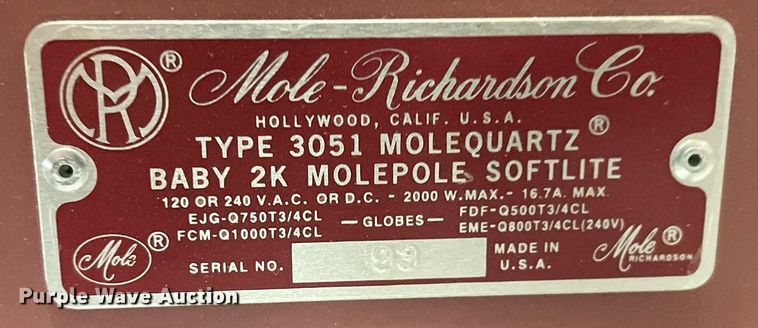 MR ®
Mole-Richardson Co.
HOLLYWOOD, CALIF. U.S.A.
TYPE 3051 MOLEQUARTZ ®
BABY 2K MOLEPOLE SOFTLITE
120 OR 240 V.A.C. OR D.C. - 2000 W. MAX. - 16.7A. MAX.
EJG-Q750T3/4CL —GLOBES— FDF-Q500T3/4CL
FCM-Q1000T3/4CL EME-Q800T3/4CL(240V)
Mole ® SERIAL NO. 99 MADE IN U.S.A. Mole ® RICHARDSON
Purple Wave Auction